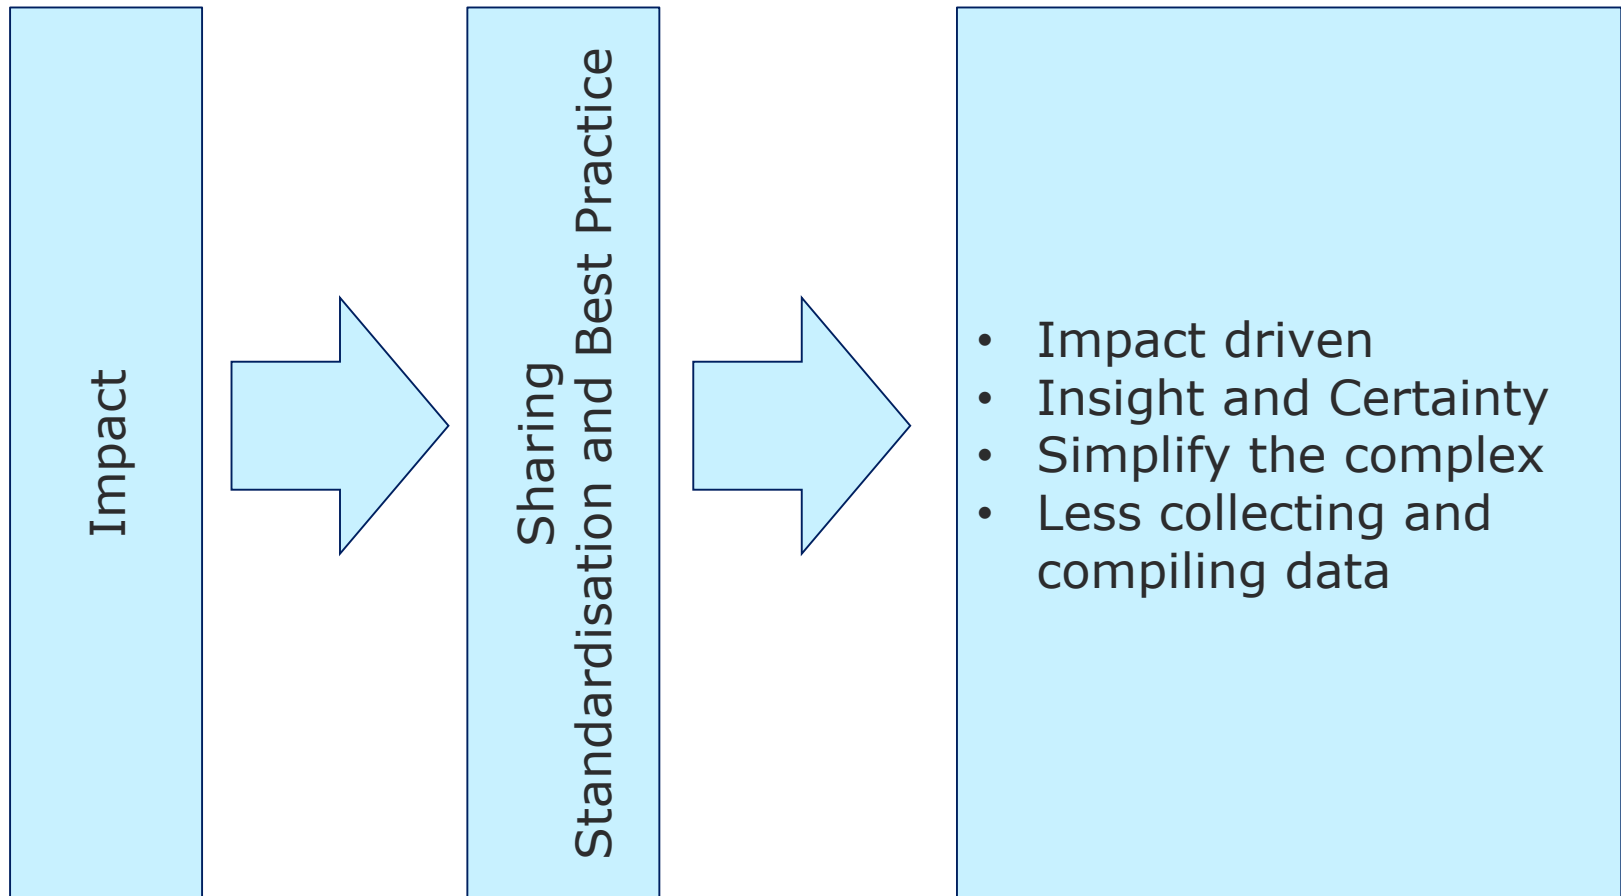 Impact
Sharing
Standardisation and Best Practice
• Impact driven
• Insight and Certainty
• Simplify the complex
• Less collecting and
compiling data